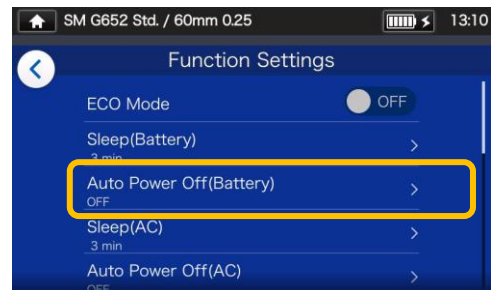 SM G652 Std. / 60mm 0.25
13:10
Function Settings
ECO Mode
OFF
Sleep(Battery)
3 min
Auto Power Off(Battery)
OFF
Sleep(AC)
3 min
Auto Power Off(AC)
OFF